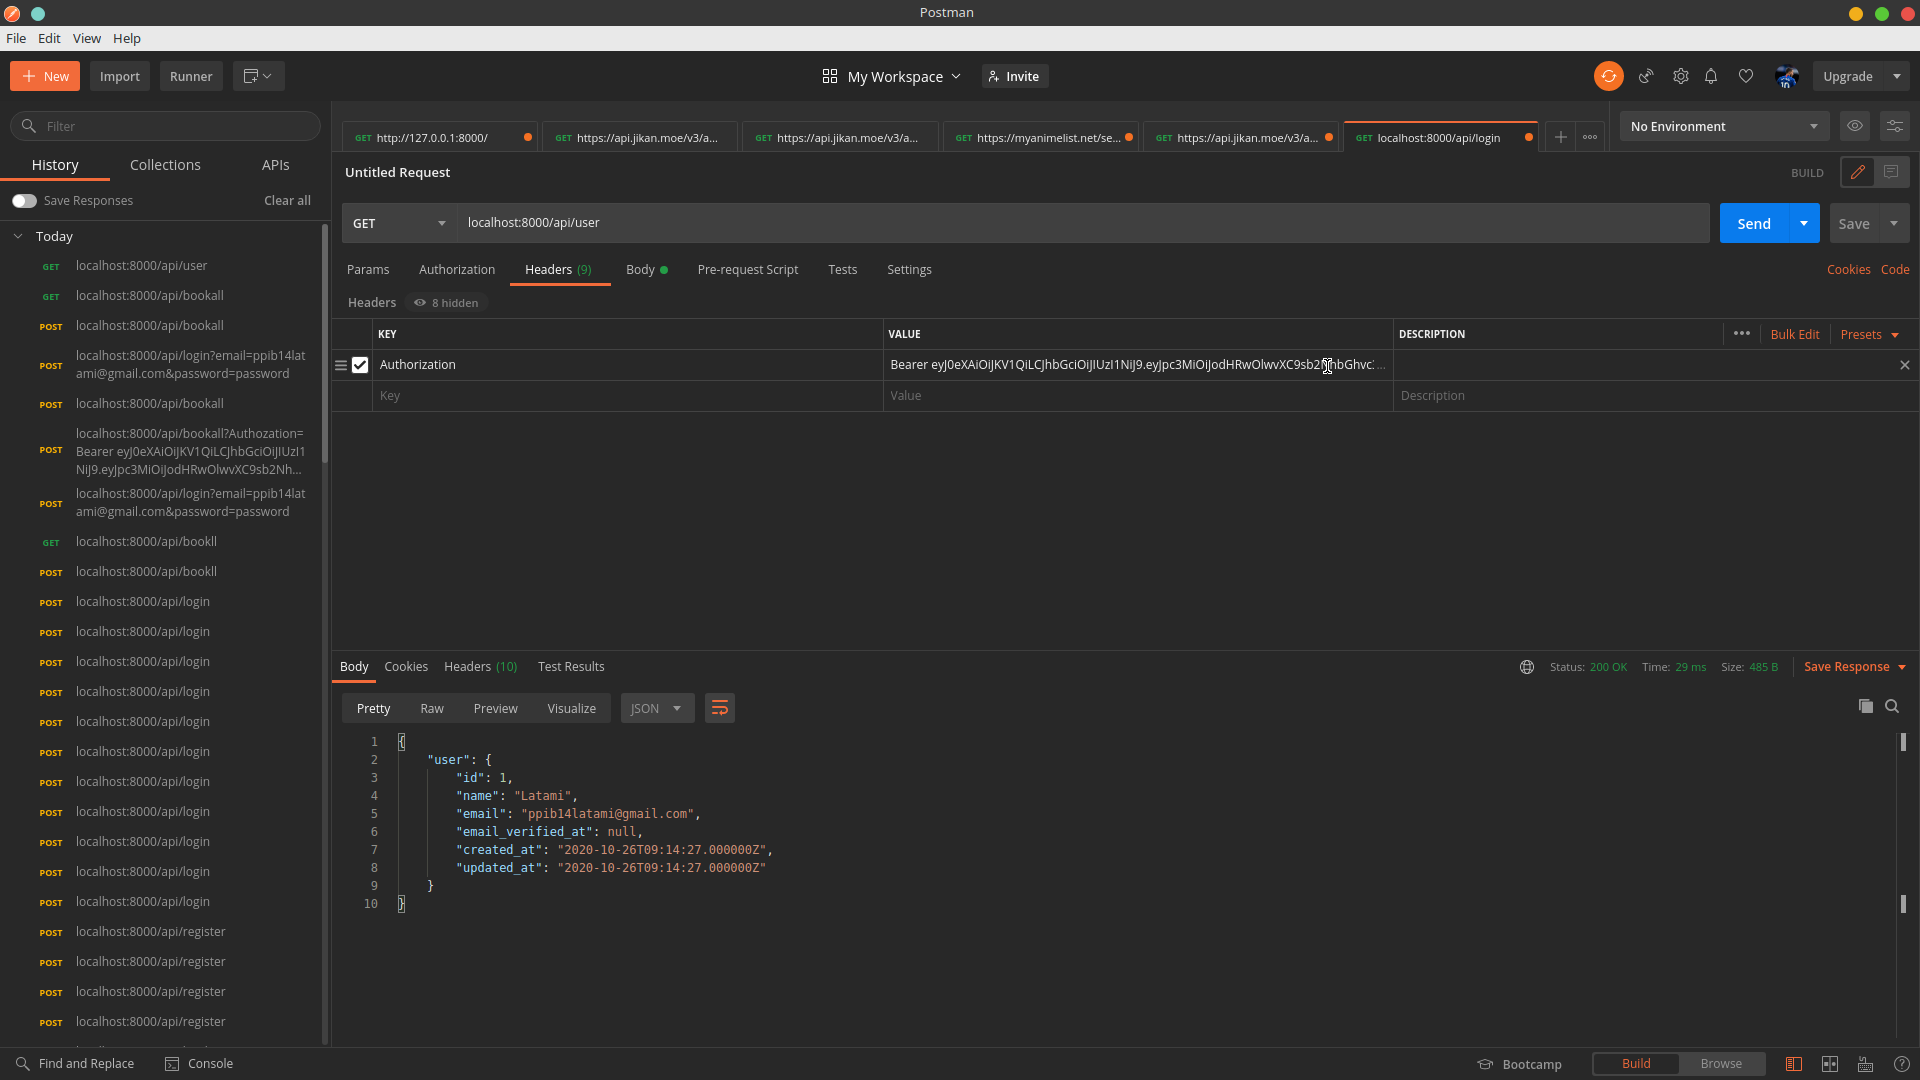 Postman
File Edit View Help
New Import Runner
My Workspace Invite
Upgrade
Filter
History Collections APIs
Save Responses Clear all
Today
GET localhost:8000/api/user
GET localhost:8000/api/bookall
POST localhost:8000/api/bookall
POST localhost:8000/api/login?email=ppib14lat
ami@gmail.com&password=password
POST localhost:8000/api/bookall
POST localhost:8000/api/bookall?Authozation=
Bearer eyJ0eXAiOiJKV1QiLCJhbGciOiJIUzI1
NiJ9.eyJpc3MiOiJodHRwOlwvXC9sb2Nh...
POST localhost:8000/api/login?email=ppib14lat
ami@gmail.com&password=password
GET localhost:8000/api/bookll
POST localhost:8000/api/bookll
POST localhost:8000/api/login
POST localhost:8000/api/login
POST localhost:8000/api/login
POST localhost:8000/api/login
POST localhost:8000/api/login
POST localhost:8000/api/login
POST localhost:8000/api/login
POST localhost:8000/api/login
POST localhost:8000/api/login
POST localhost:8000/api/login
POST localhost:8000/api/login
POST localhost:8000/api/register
POST localhost:8000/api/register
POST localhost:8000/api/register
POST localhost:8000/api/register
Find and Replace Console
GET http://127.0.0.1:8000/
GET https://api.jikan.moe/v3/a...
GET https://api.jikan.moe/v3/a...
GET https://myanimelist.net/se...
GET https://api.jikan.moe/v3/a...
GET localhost:8000/api/login
No Environment
Untitled Request
BUILD
GET localhost:8000/api/user
Send Save
Params Authorization Headers (9) Body Pre-request Script Tests Settings
Cookies Code
Headers 8 hidden
KEY VALUE DESCRIPTION
Bulk Edit Presets
Authorization Bearer
Key Value Description
Body Cookies Headers (10) Test Results
Status: 200 OK Time: 29 ms Size: 485 B Save Response
Pretty Raw Preview Visualize JSON
1 {
2 "user": {
3 "id": 1,
4 "name": "Latami",
5 "email": "ppib14latami@gmail.com",
6 "email_verified_at": null,
7 "created_at": "2020-10-26T09:14:27.000000Z",
8 "updated_at": "2020-10-26T09:14:27.000000Z"
9 }
10 }
Bootcamp Build Browse